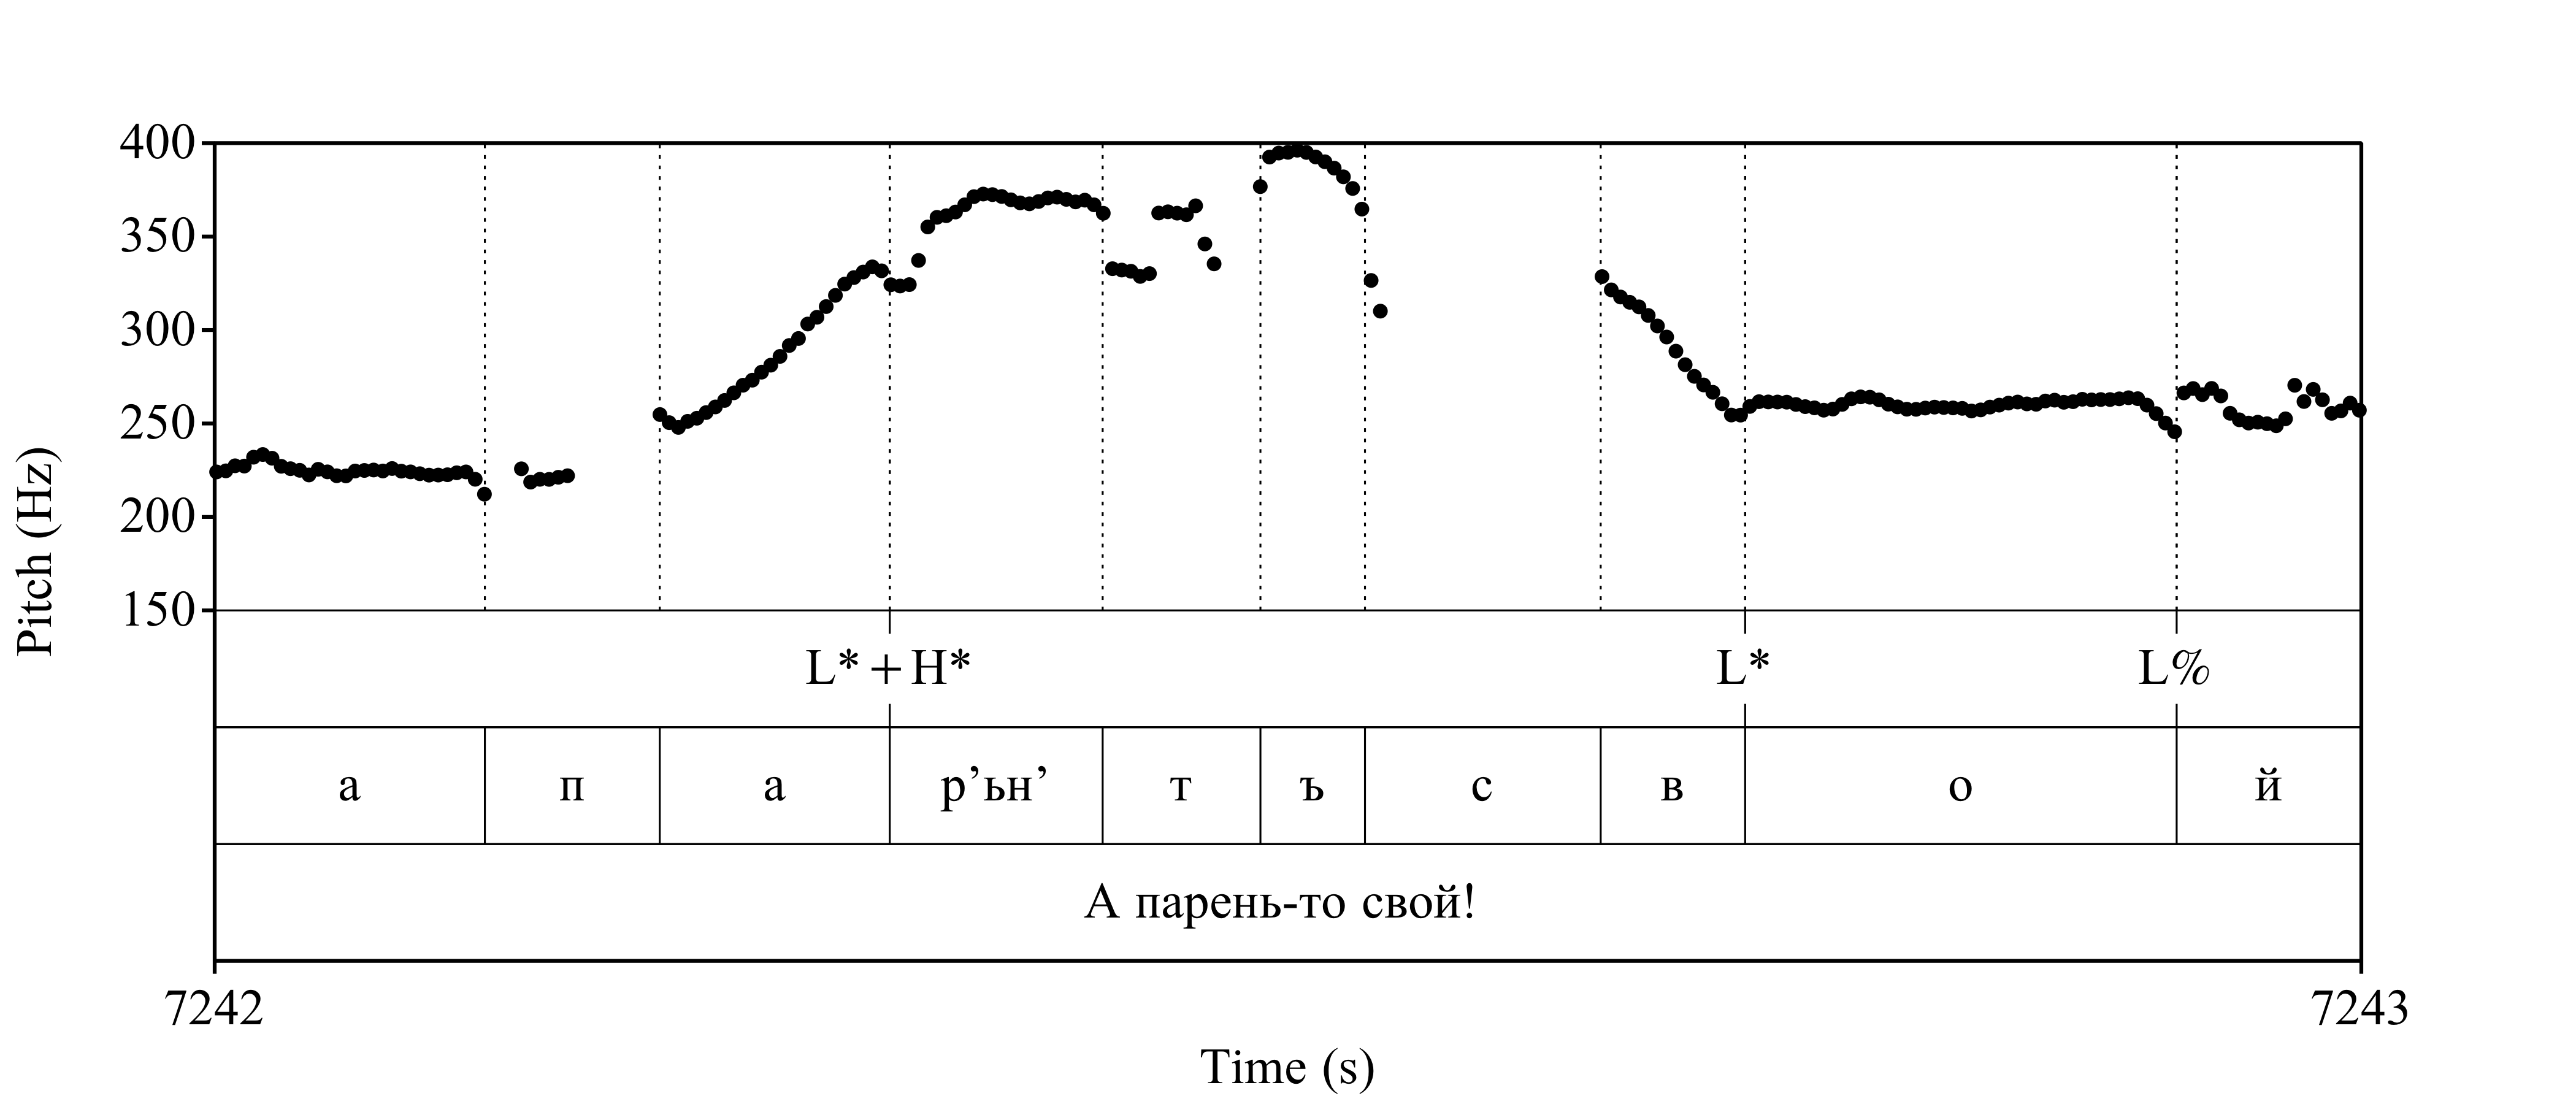 400
350
300
250
200
150
Pitch (Hz)
L* + H* L* L%
а п а р’ьн’ т ъ с в о й
А парень-то свой!
7242 7243
Time (s)